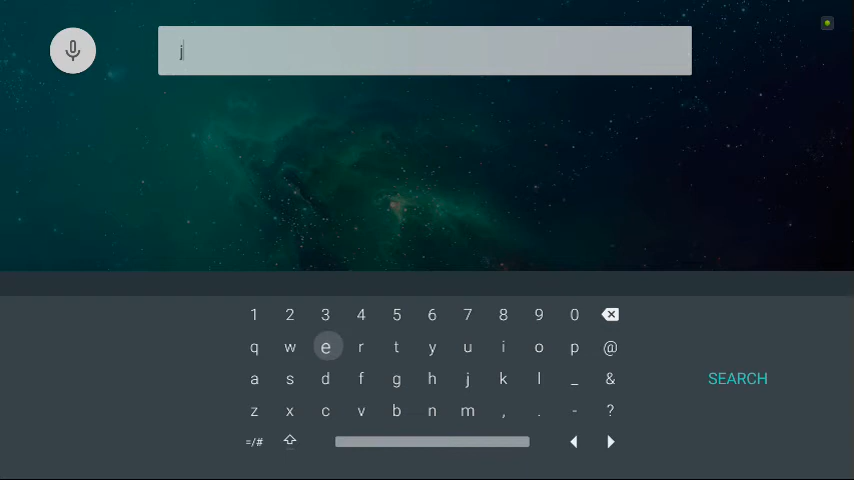 j
1 2 3 4 5 6 7 8 9 0
q w e r t y u i o p @
a s d f g h j k l _ &
SEARCH
z x c v b n m , . - ?
=/#